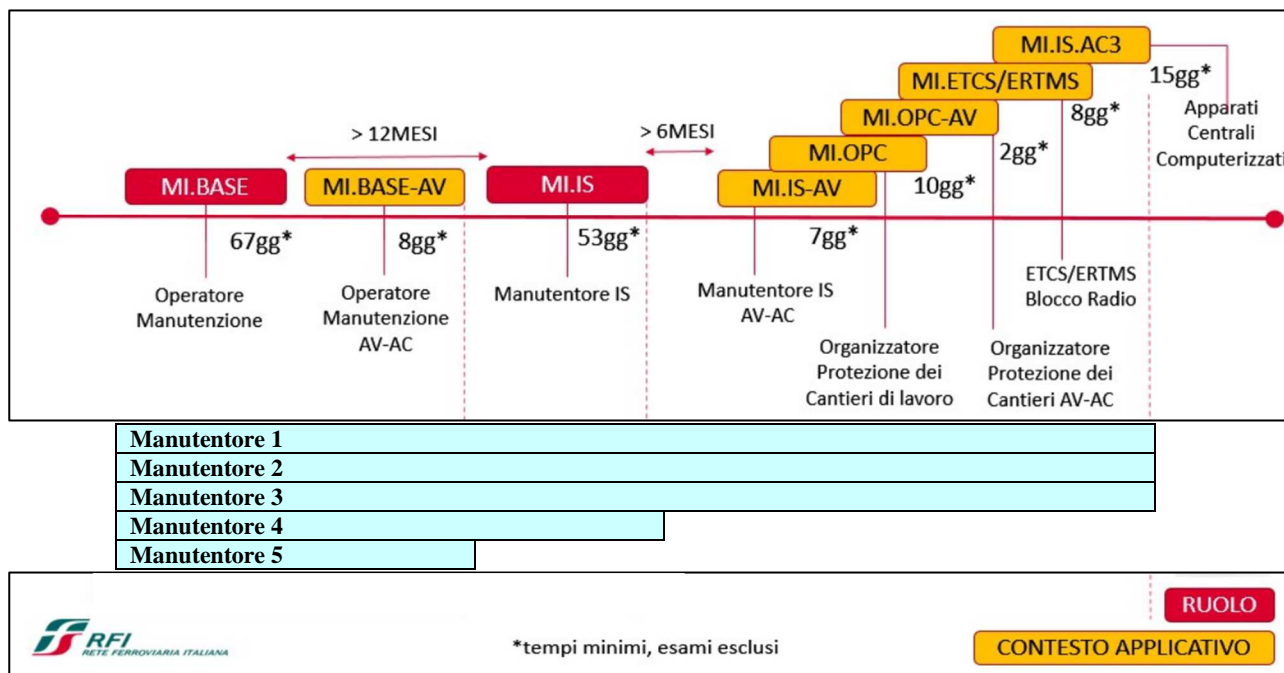 MI.IS.AC3
MI.ETCS/ERTMS
15gg*
MI.OPC-AV
8gg*
Apparati
Centrali
Computerizzati
> 12MESI
> 6MESI
MI.OPC
2gg*
MI.BASE
MI.BASE-AV
MI.IS
MI.IS-AV
10gg*
67gg*
8gg*
53gg*
7gg*
Operatore
Manutenzione
Operatore
Manutenzione
AV-AC
Manutentore IS
Manutentore IS
AV-AC
ETCS/ERTMS
Blocco Radio
Organizzatore
Protezione dei
Cantieri di lavoro
Organizzatore
Protezione dei
Cantieri AV-AC
Manutentore 1
Manutentore 2
Manutentore 3
Manutentore 4
Manutentore 5
RUOLO
RFI
RETE FERROVIARIA ITALIANA
*tempi minimi, esami esclusi
CONTESTO APPLICATIVO